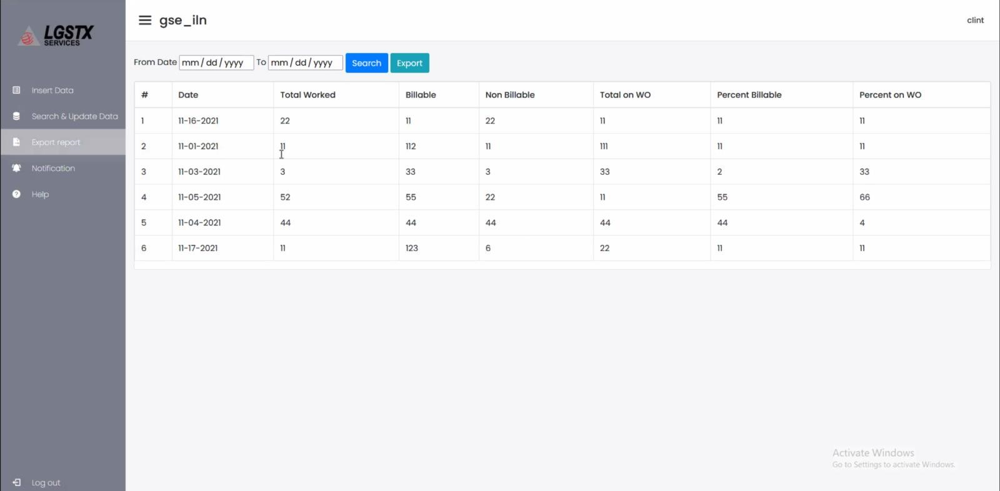 LGSTX
SERVICES
gse_iln
clint
Insert Data
Search & Update Data
Export report
Notification
Help
Log out
From Date mm/dd/yyyy To mm/dd/yyyy Search Export
# Date Total Worked Billable Non Billable Total on WO Percent Billable Percent on WO
1 11-16-2021 22 11 22 11 11 11
2 11-01-2021 11 112 11 111 11 11
3 11-03-2021 3 33 3 33 2 33
4 11-05-2021 52 55 22 11 55 66
5 11-04-2021 44 44 44 44 44 4
6 11-17-2021 11 123 6 22 11 11
Activate Windows
Go to Settings to activate Windows.